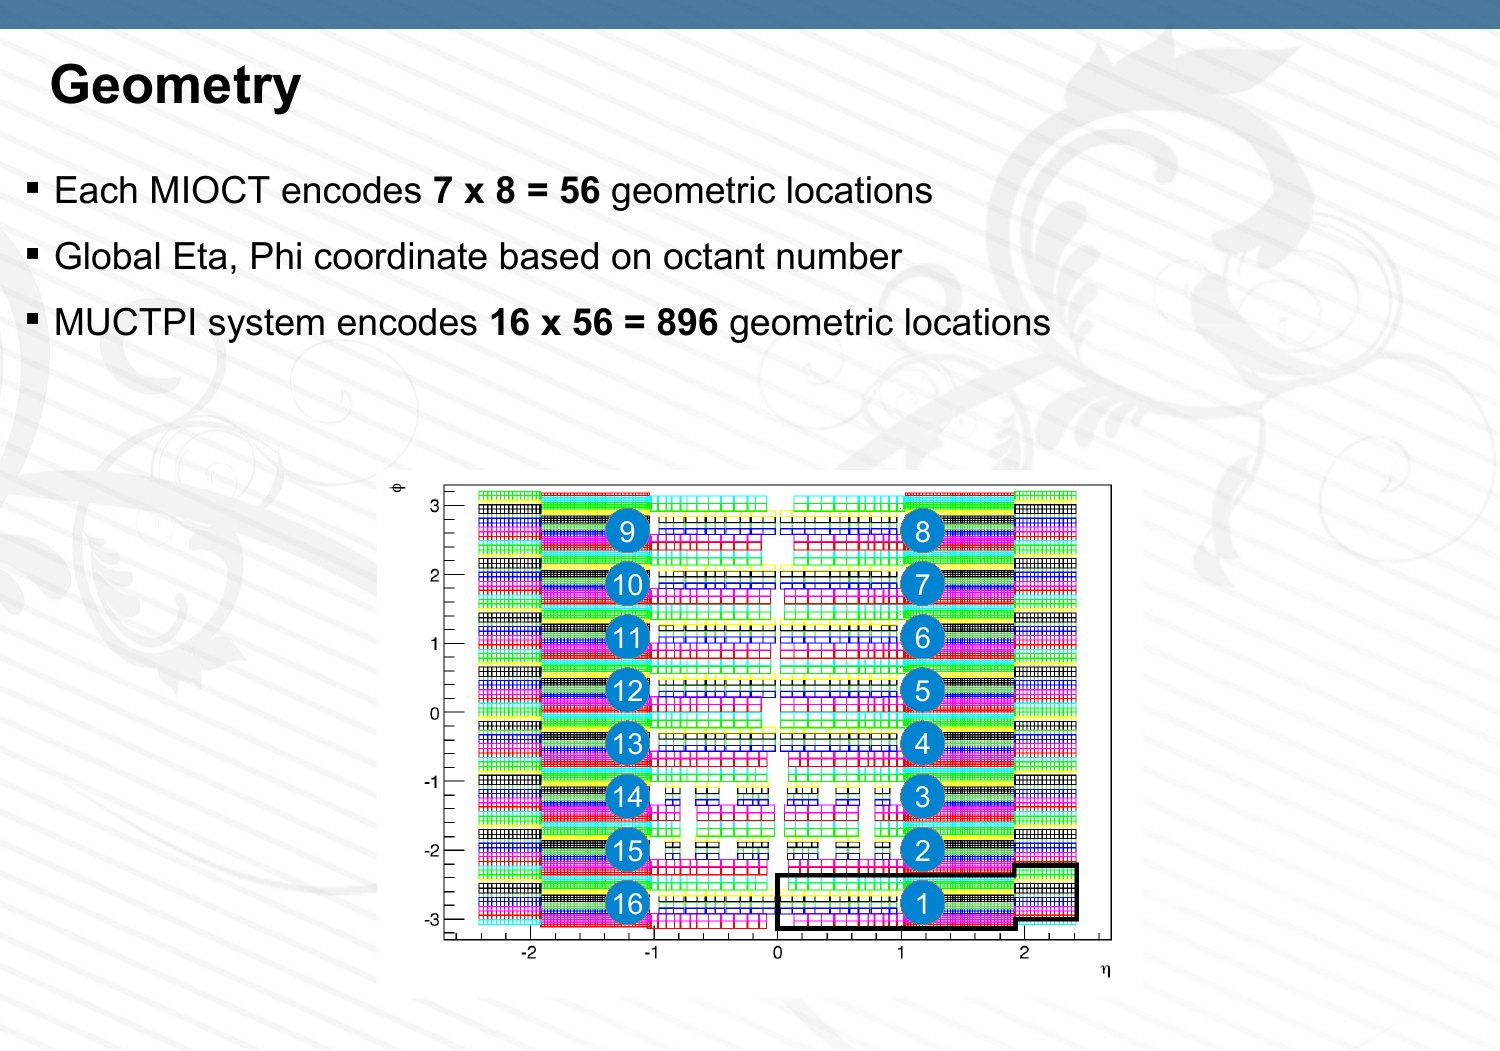 Geometry
▪ Each MIOCT encodes 7 x 8 = 56 geometric locations
▪ Global Eta, Phi coordinate based on octant number
▪ MUCTPI system encodes 16 x 56 = 896 geometric locations
φ
3
9 8
2
10 7
1
11 6
12 5
0
13 4
-1
14 3
-2
15 2
16 1
-3
-2 -1 0 1 2
η